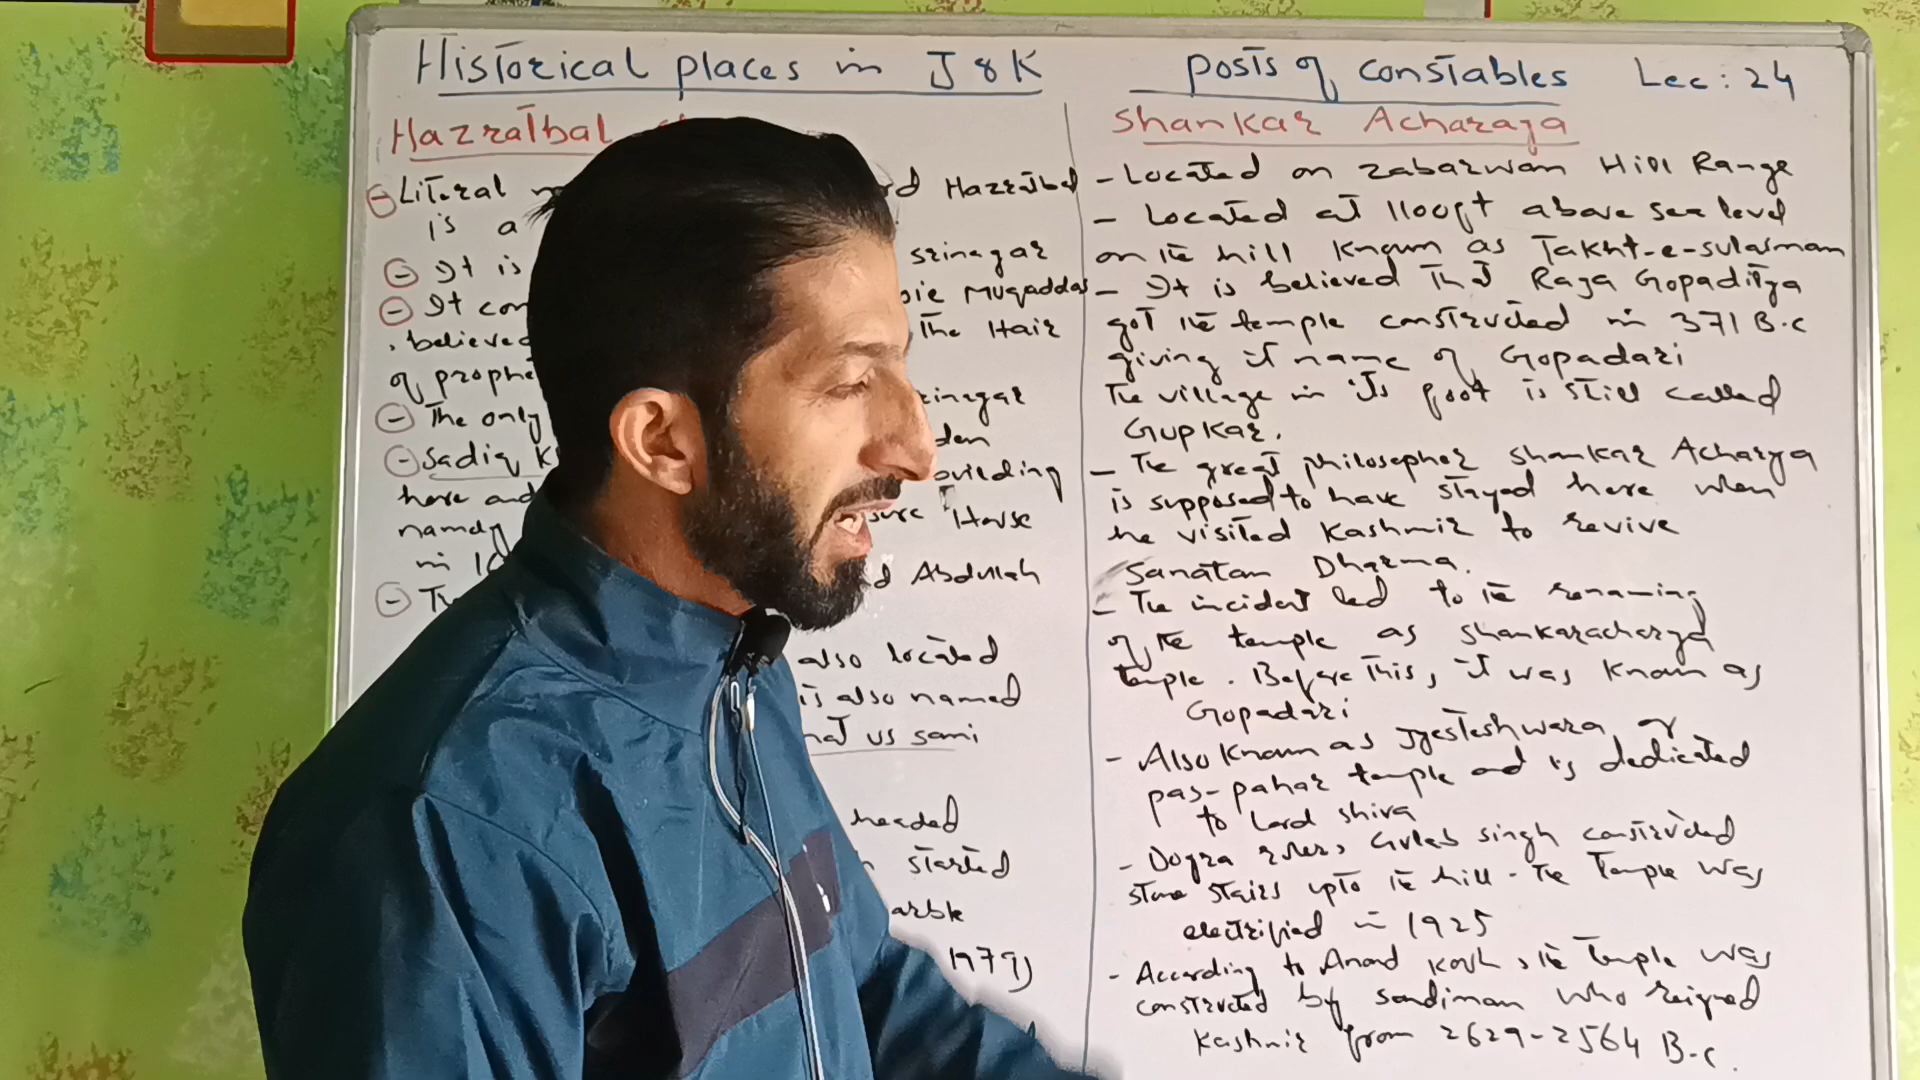 Historical places in J & K
posts of constables Lec: 24
Hazratbal
Literal
Hazratbal
is a
It is
srinagar
It con
Muqaddas
believed
The Hair
of prophe
The only
rinagar
Sadiq K
building
here and
House
namely
in
Abdullah
also located
is also named
us sami
headed
started
1979)
Shankar Acharaya
- Located on zabarwan Hill Range
- Located at 1100ft above sea level
on the hill known as Takht-e-sulaiman
- It is believed that Raja Gopaditya
got the temple constructed in 371 B.c
giving it name of Gopadari
The village in its foot is still called
Gupkar.
- The great philosopher shankar Acharya
is supposed to have stayed here when
he visited Kashmir to revive
Sanatan Dharma.
- The incident led to the renaming
of the temple as shankaracharya
temple. Before this, it was known as
Gopadari
- Also known as Jyesteshwara or
pas-pahar temple and is dedicated
to Lord shiva
- Dogra rulers Gulab singh constructed
stone stairs upto the hill - The Temple was
electrified in 1925
- According to Anand Koul, the temple was
constructed by sandiman who reigned
Kashmir from 2629-2564 B.c.